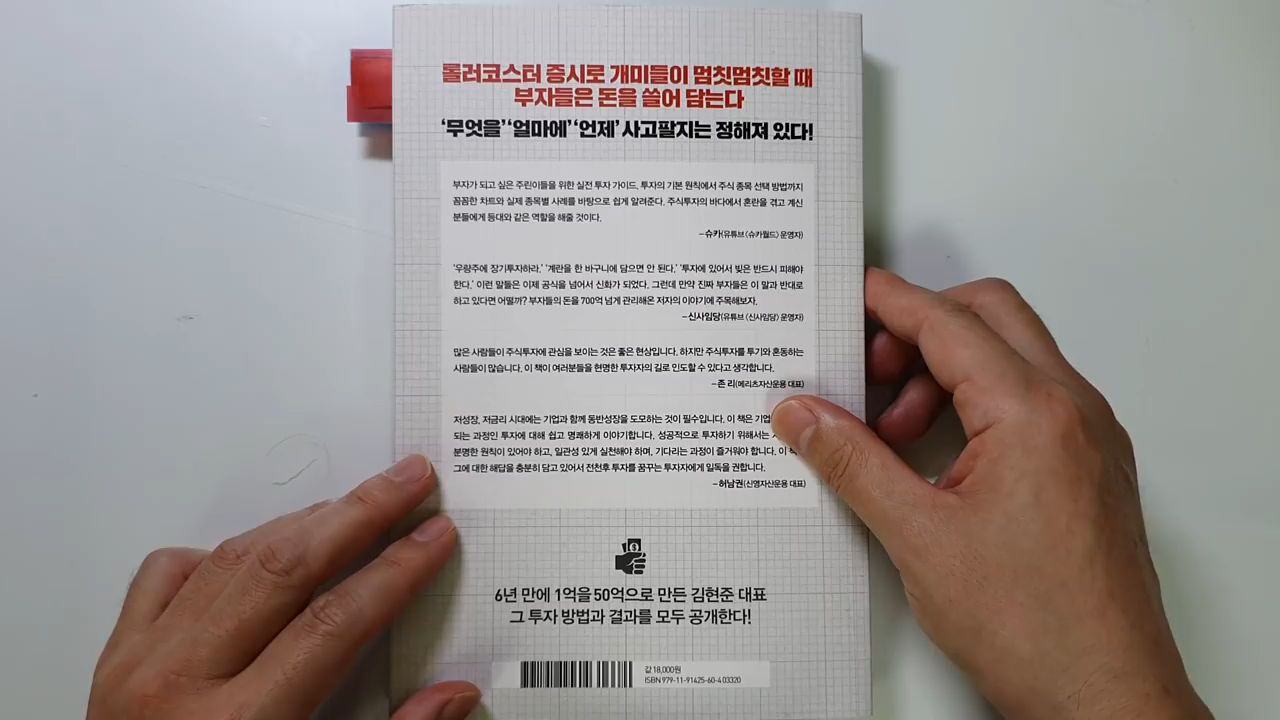 롤러코스터 증시로 개미들이 멈칫멈칫할 때
부자들은 돈을 쓸어 담는다
‘무엇을’ ‘얼마에’ ‘언제’ 사고팔지는 정해져 있다!
부자가 되고 싶은 주린이들을 위한 실전 투자 가이드. 투자의 기본 원칙에서 주식 종목 선택 방법까지
꼼꼼한 차트와 실제 종목별 사례를 바탕으로 쉽게 알려준다. 주식투자의 바다에서 혼란을 겪고 계신
분들에게 등대와 같은 역할을 해줄 것이다.
– 슈카(유튜브 〈슈카월드〉 운영자)
‘우량주에 장기투자하라.’ ‘계란을 한 바구니에 담으면 안 된다.’ ‘투자에 있어서 빚은 반드시 피해야
한다.’ 이런 말들은 이제 공식을 넘어서 신화가 되었다. 그런데 만약 진짜 부자들은 이 말과 반대로
하고 있다면 어떨까? 부자들의 돈을 700억 넘게 관리해온 저자의 이야기에 주목해보자.
– 신사임당(유튜브 〈신사임당〉 운영자)
많은 사람들이 주식투자에 관심을 보이는 것은 좋은 현상입니다. 하지만 주식투자를 투기와 혼동하는
사람들이 많습니다. 이 책이 여러분들을 현명한 투자자의 길로 인도할 수 있다고 생각합니다.
– 존 리(메리츠자산운용 대표)
저성장, 저금리 시대에는 기업과 함께 동반성장을 도모하는 것이 필수입니다. 이 책은 기업
되는 과정인 투자에 대해 쉽고 명쾌하게 이야기합니다. 성공적으로 투자하기 위해서는
분명한 원칙이 있어야 하고, 일관성 있게 실천해야 하며, 기다리는 과정이 즐거워야 합니다. 이
그에 대한 해답을 충분히 담고 있어서 전천후 투자를 꿈꾸는 투자자에게 일독을 권합니다.
– 허남권(신영자산운용 대표)
6년 만에 1억을 50억으로 만든 김현준 대표
그 투자 방법과 결과를 모두 공개한다!
값 18,000원
ISBN 979-11-91425-60-4 03320